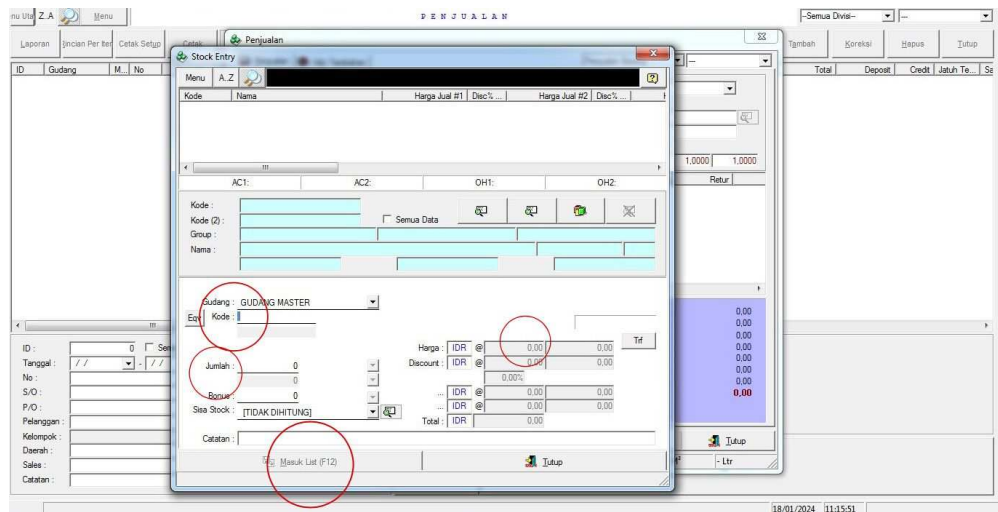 nu Uta Z.A Menu
P E N J U A L A N
--Semua Divisi-- --
Laporan Cetak Setup Cetak
Tambah Koreksi Hapus Tutup
ID Gudang M... No
Total Deposit Credit Jatuh Te...
Penjualan
Stock Entry
Menu A..Z
Kode Nama Harga Jual #1 Disc% ... Harga Jual #2 Disc% ...
1,0000 1,0000
AC1: AC2: OH1: OH2:
Retur
Kode :
Kode (2) :
Semua Data
Group :
Nama :
Gudang : GUDANG MASTER
Eqv Kode :
Trf
Harga : IDR @ 0,00 0,00
Jumlah : 0
Discount : IDR @ 0,00 0,00
0
0,00%
Bonus : 0
... IDR @ 0,00 0,00
Sisa Stock : [TIDAK DIHITUNG]
... IDR @ 0,00 0,00
Total : IDR 0,00
Catatan :
Masuk List (F12) Tutup
0,00
0,00
0,00
0,00
0,00
0,00
0,00
0,00
Tutup
- Ltr
ID : 0
Tanggal : / / - / /
No :
S/O :
P/O :
Pelanggan :
Kelompok :
Daerah :
Sales :
Catatan :
18/01/2024 11:15:51